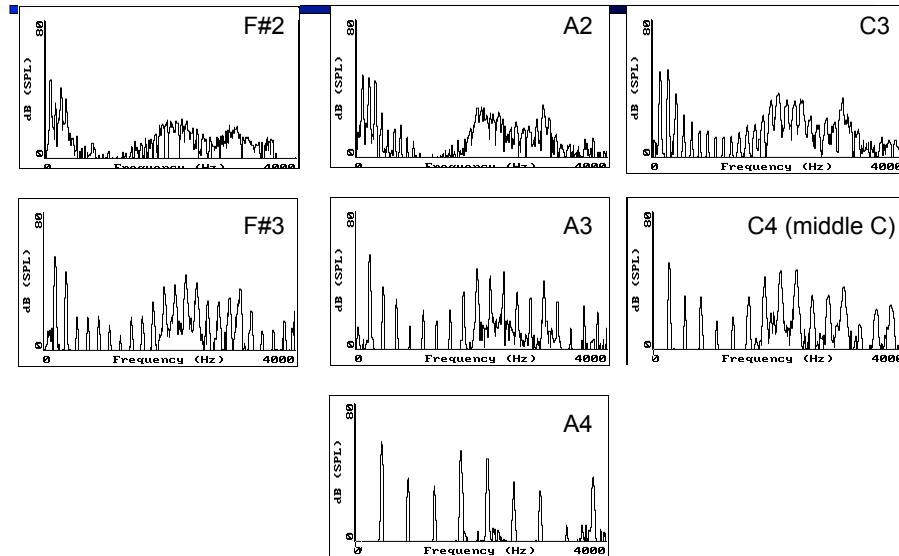 F#2
80
dB (SPL)
0
0 Frequency (Hz) 4000
A2
80
dB (SPL)
0
0 Frequency (Hz) 4000
C3
80
dB (SPL)
0
0 Frequency (Hz) 4000
F#3
80
dB (SPL)
0
0 Frequency (Hz) 4000
A3
80
dB (SPL)
0
0 Frequency (Hz) 4000
C4 (middle C)
80
dB (SPL)
0
0 Frequency (Hz) 4000
A4
80
dB (SPL)
0
0 Frequency (Hz) 4000